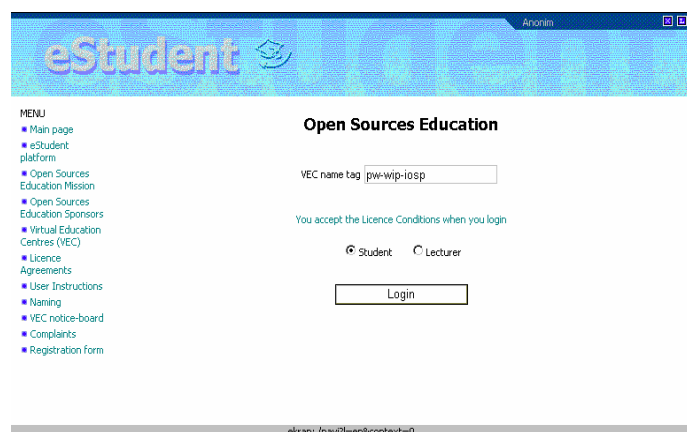 Anonim
eStudent
MENU
Main page
eStudent
platform
Open Sources
Education Mission
Open Sources
Education Sponsors
Virtual Education
Centres (VEC)
Licence
Agreements
User Instructions
Naming
VEC notice-board
Complaints
Registration form
Open Sources Education
VEC name tag pw-wip-iosp
You accept the Licence Conditions when you login
Student Lecturer
Login